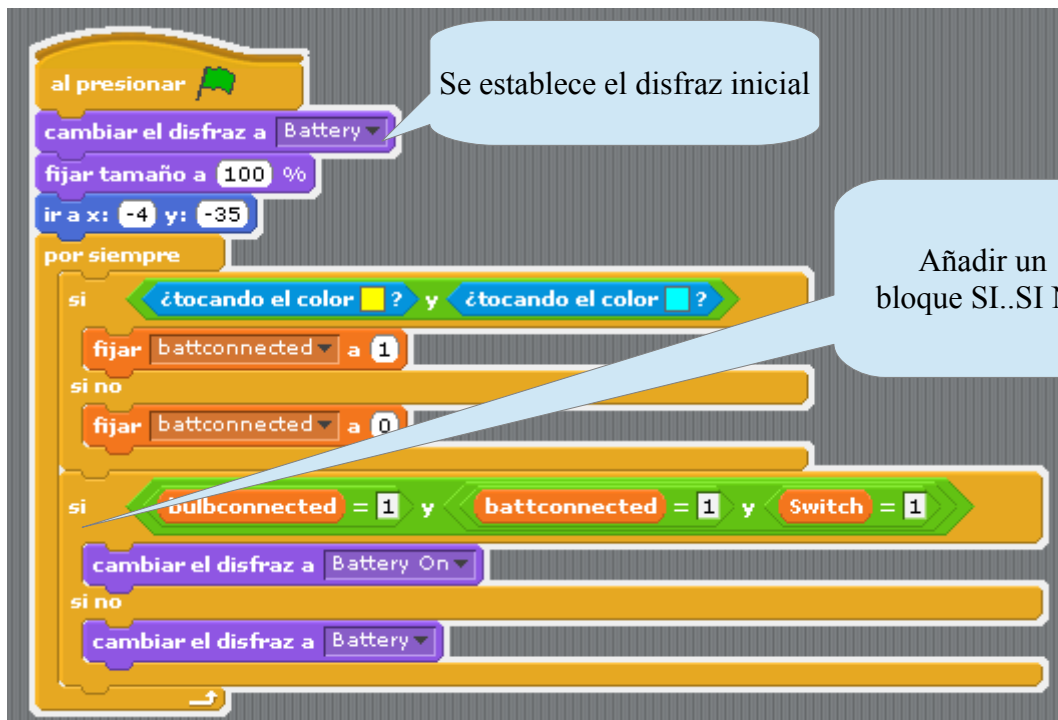 al presionar
Se establece el disfraz inicial
cambiar el disfraz a Battery
fijar tamaño a 100 %
ir a x: -4 y: -35
por siempre
Añadir un
bloque SI..SI
si ¿tocando el color ? y ¿tocando el color ?
fijar battconnected a 1
si no
fijar battconnected a 0
si bulbconnected = 1 y battconnected = 1 y Switch = 1
cambiar el disfraz a Battery On
si no
cambiar el disfraz a Battery